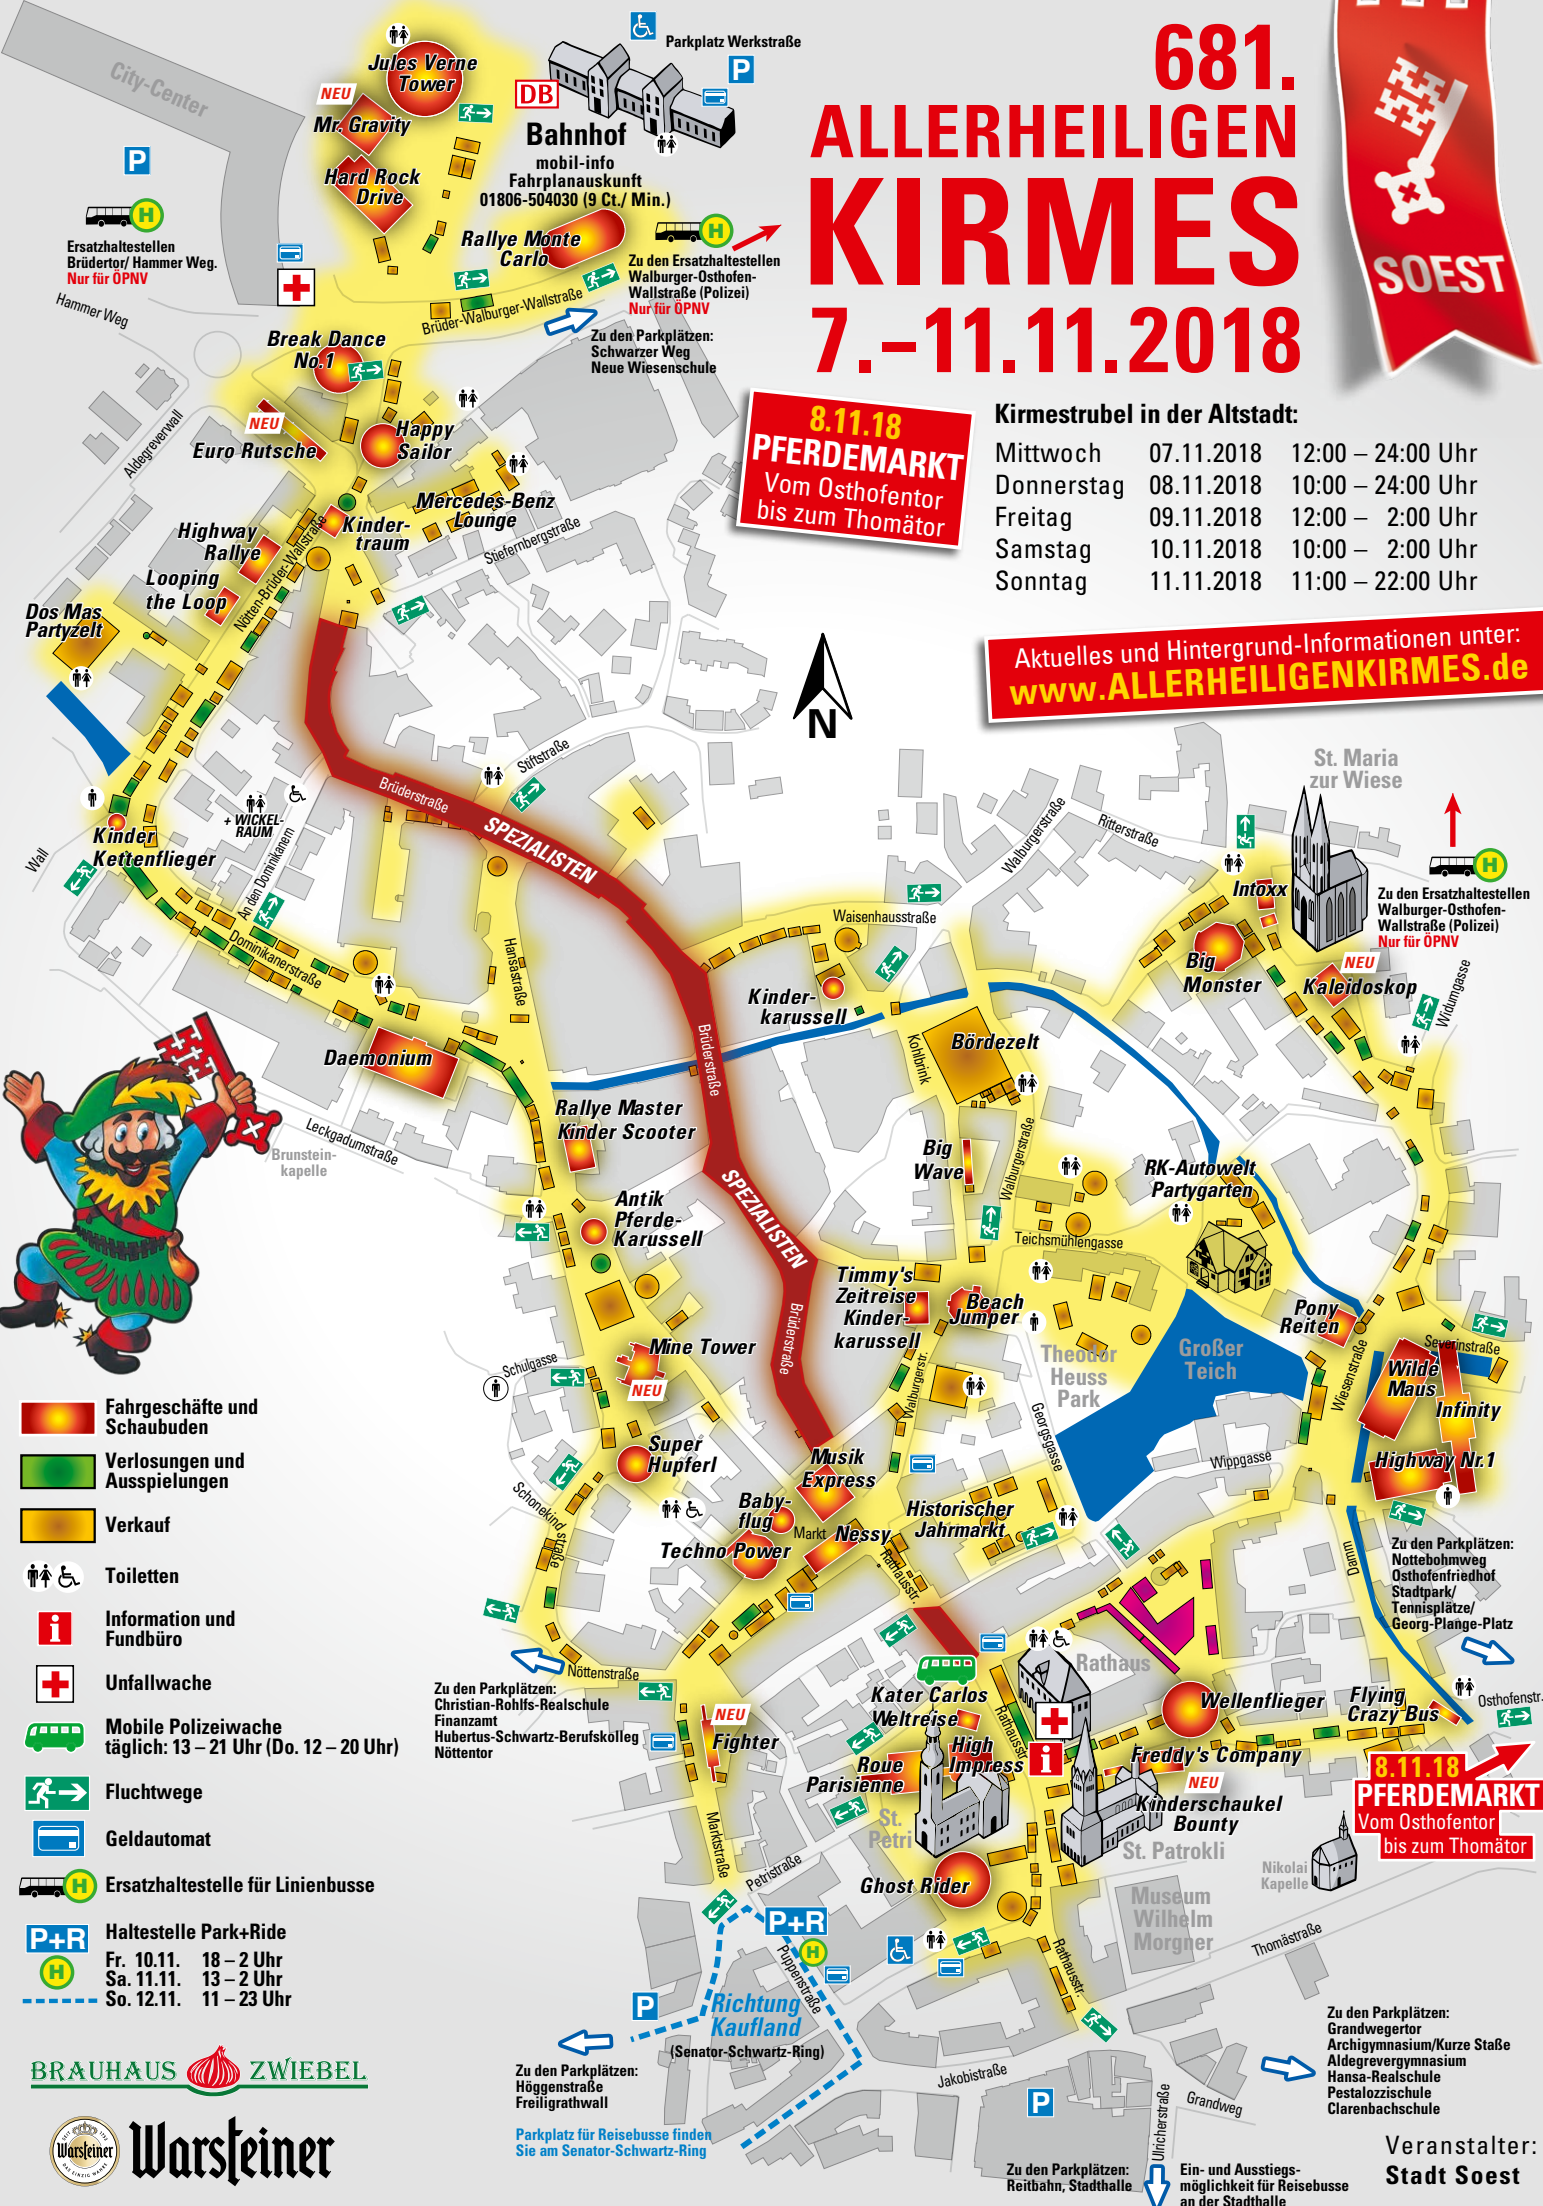 681.
ALLERHEILIGEN
KIRMES
7.–11.11.2018
SOEST
8.11.18
PFERDEMARKT
Vom Osthofentor
bis zum Thomätor
Kirmestrubel in der Altstadt:
Mittwoch 07.11.2018 12:00 – 24:00 Uhr
Donnerstag 08.11.2018 10:00 – 24:00 Uhr
Freitag 09.11.2018 12:00 – 2:00 Uhr
Samstag 10.11.2018 10:00 – 2:00 Uhr
Sonntag 11.11.2018 11:00 – 22:00 Uhr
Aktuelles und Hintergrund-Informationen unter:
www.ALLERHEILIGENKIRMES.de
City-Center
P
H
Ersatzhaltestellen
Brüdertor/ Hammer Weg.
Nur für ÖPNV
Hammer Weg
Jules Verne
Tower
NEU
Mr. Gravity
Hard Rock
Drive
DB
Bahnhof
mobil-info
Fahrplanauskunft
01806-504030 (9 Ct./ Min.)
Parkplatz Werkstraße
P
Rallye Monte
Carlo
H
Zu den Ersatzhaltestellen
Walburger-Osthofen-
Wallstraße (Polizei)
Nur für ÖPNV
Brüder-Walburger-Wallstraße
Zu den Parkplätzen:
Schwarzer Weg
Neue Wiesenschule
Break Dance
No.1
Aldegreverwall
NEU
Euro Rutsche
Happy
Sailor
Mercedes-Benz
Lounge
Kinder-
traum
Stiefernbergstraße
Highway
Rallye
Looping
the Loop
Nötten-Brüder-Wallstraße
Dos Mas
Partyzelt
N
Brüderstraße
SPEZIALISTEN
Stiftstraße
+ WICKEL-
RAUM
An den Dominikanern
Kinder
Kettenflieger
Wall
Dominikanerstraße
Hansastraße
Daemonium
Leckgadumstraße
Brunstein-
kapelle
Waisenhausstraße
Walburgerstraße
Ritterstraße
Kinder-
karussell
Brüderstraße
Kohlbrink
Bördezelt
St. Maria
zur Wiese
Intoxx
Big
Monster
NEU
Kaleidoskop
H
Zu den Ersatzhaltestellen
Walburger-Osthofen-
Wallstraße (Polizei)
Nur für ÖPNV
Widumgasse
Rallye Master
Kinder Scooter
Big
Wave
Walburgerstraße
RK-Autowelt
Partygarten
Antik
Pferde-
Karussell
SPEZIALISTEN
Teichsmühlengasse
Timmy's
Zeitreise
Kinder-
karussell
Beach
Jumper
Brüderstraße
Pony
Reiten
Großer
Teich
Theodor
Heuss
Park
Wiesenstraße
Severinstraße
Wilde
Maus
Infinity
Highway Nr.1
Schulgasse
Mine Tower
NEU
Walburgerstr.
Georgsgasse
Wippgasse
Super
Hupferl
Schonekindstraße
Musik
Express
Baby-
flug
Markt
Nessy
Techno Power
Historischer
Jahrmarkt
Rathausstr.
Damm
Zu den Parkplätzen:
Nottebohmweg
Osthofenfriedhof
Stadtpark/
Tennisplätze/
Georg-Plange-Platz
Nöttenstraße
Zu den Parkplätzen:
Christian-Rohlfs-Realschule
Finanzamt
Hubertus-Schwartz-Berufskolleg
Nöttentor
NEU
Fighter
Marktstraße
Kater Carlos
Weltreise
Rathaus
Rathausstr.
Roue
Parisienne
High
Impress
i
Wellenflieger
Flying
Crazy Bus
Osthofenstr.
Freddy's Company
NEU
Kinderschaukel
Bounty
8.11.18
PFERDEMARKT
Vom Osthofentor
bis zum Thomätor
St.
Petri
St. Patrokli
Nikolai
Kapelle
Museum
Wilhelm
Morgner
Thomästraße
Ghost Rider
Petristraße
P+R
H
Puppenstraße
P
Richtung
Kaufland
(Senator-Schwartz-Ring)
Zu den Parkplätzen:
Höggenstraße
Freiligrathwall
Parkplatz für Reisebusse finden
Sie am Senator-Schwartz-Ring
Rathausstr.
Jakobistraße
P
Grandweg
Ulricherstraße
Zu den Parkplätzen:
Reitbahn, Stadthalle
Ein- und Ausstiegs-
möglichkeit für Reisebusse
an der Stadthalle
Zu den Parkplätzen:
Grandwegertor
Archigymnasium/Kurze Staße
Aldegrevergymnasium
Hansa-Realschule
Pestalozzischule
Clarenbachschule
Veranstalter:
Stadt Soest
Fahrgeschäfte und
Schaubuden
Verlosungen und
Ausspielungen
Verkauf
Toiletten
i
Information und
Fundbüro
Unfallwache
Mobile Polizeiwache
täglich: 13 – 21 Uhr (Do. 12 – 20 Uhr)
Fluchtwege
Geldautomat
H
Ersatzhaltestelle für Linienbusse
P+R
H
Haltestelle Park+Ride
Fr. 10.11. 18 – 2 Uhr
Sa. 11.11. 13 – 2 Uhr
So. 12.11. 11 – 23 Uhr
BRAUHAUS ZWIEBEL
Warsteiner
Warsteiner